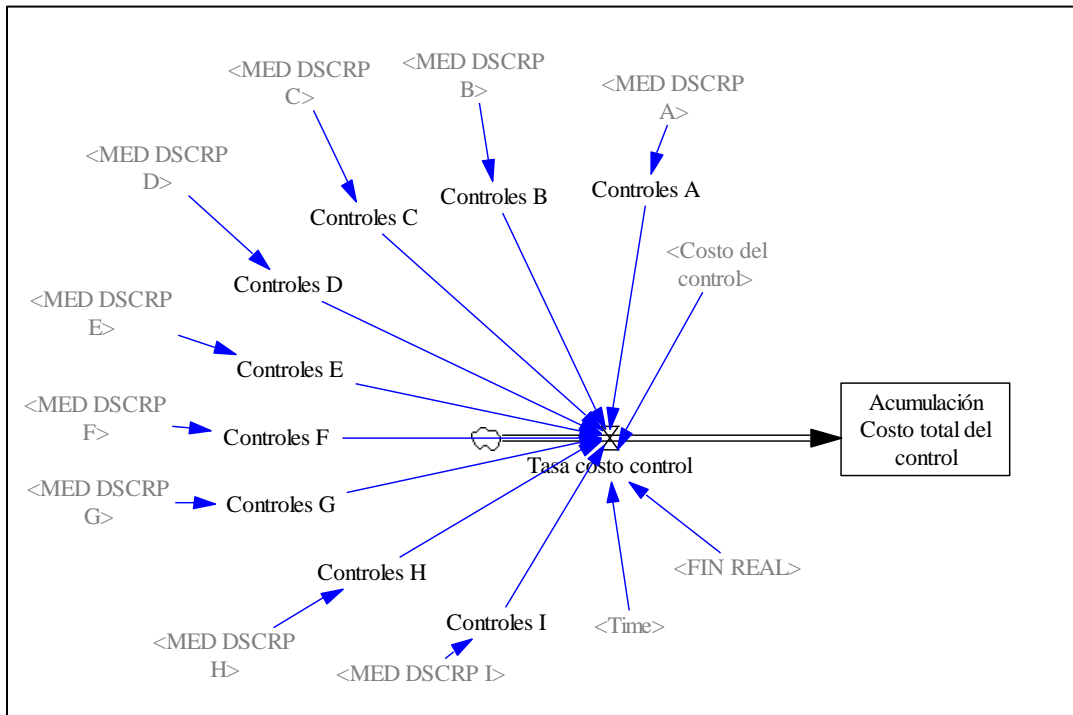 <MED DSCRP
C>
<MED DSCRP
B>
<MED DSCRP
A>
<MED DSCRP
D>
Controles C
Controles B
Controles A
<Costo del
control>
Controles D
<MED DSCRP
E>
Controles E
<MED DSCRP
F>
Controles F
Tasa costo control
Acumulación
Costo total del
control
<MED DSCRP
G>
Controles G
Controles H
<MED DSCRP
H>
Controles I
<MED DSCRP I>
<Time>
<FIN REAL>